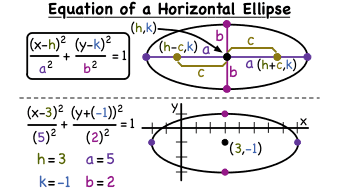 Equation of a Horizontal Ellipse
(x-h)²/a² + (y-k)²/b² = 1
(h,k)
b
c
(h-c,k)
a
a
(h+c,k)
c
b
(x-3)²/(5)² + (y+(-1))²/(2)² = 1
h=3 a=5
k=-1 b=2
y
x
(3,-1)